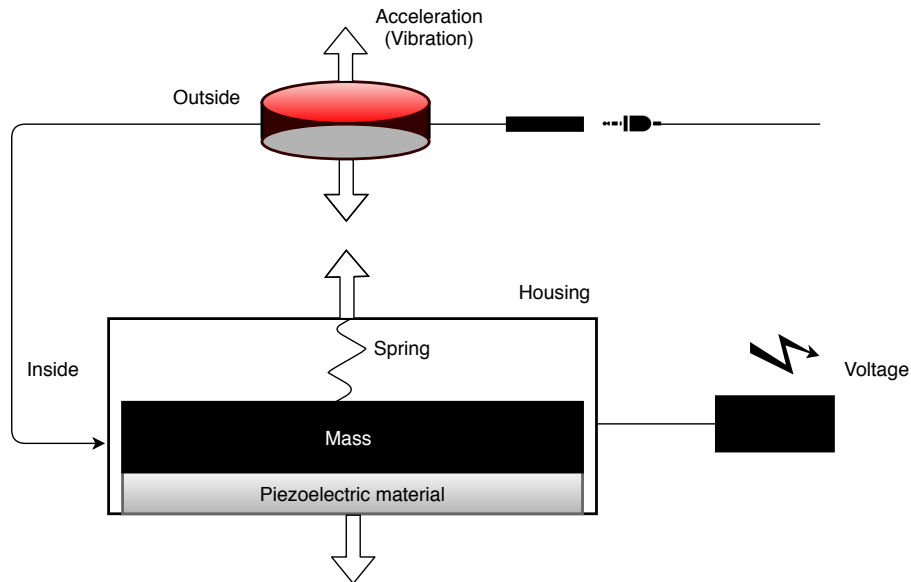 Acceleration
(Vibration)
Outside
Housing
Spring
Inside
Voltage
Mass
Piezoelectric material